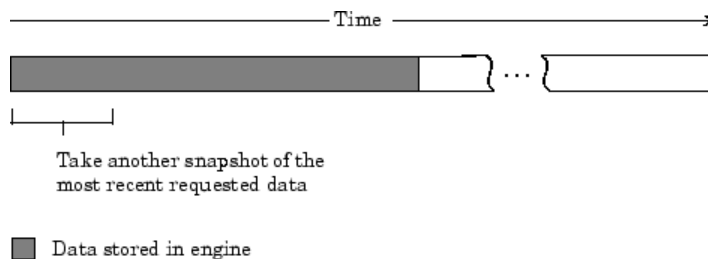 Time
...
Take another snapshot of the
most recent requested data
Data stored in engine